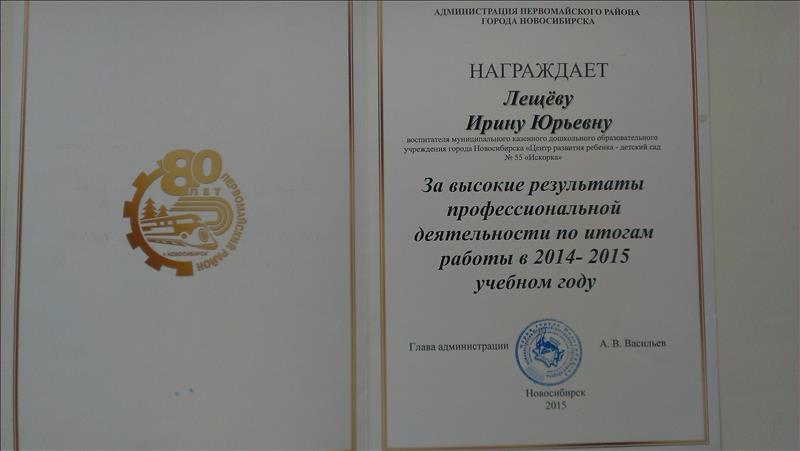 80
ЛЕТ
ПЕРВОМАЙСКИЙ РАЙОН
г. НОВОСИБИРСК
АДМИНИСТРАЦИЯ ПЕРВОМАЙСКОГО РАЙОНА
ГОРОДА НОВОСИБИРСКА
НАГРАЖДАЕТ
Лещёву
Ирину Юрьевну
воспитателя муниципального казенного дошкольного образовательного
учреждения города Новосибирска «Центр развития ребенка - детский сад
№ 55 «Искорка»
За высокие результаты
профессиональной
деятельности по итогам
работы в 2014- 2015
учебном году
Глава администрации
А. В. Васильев
Новосибирск
2015